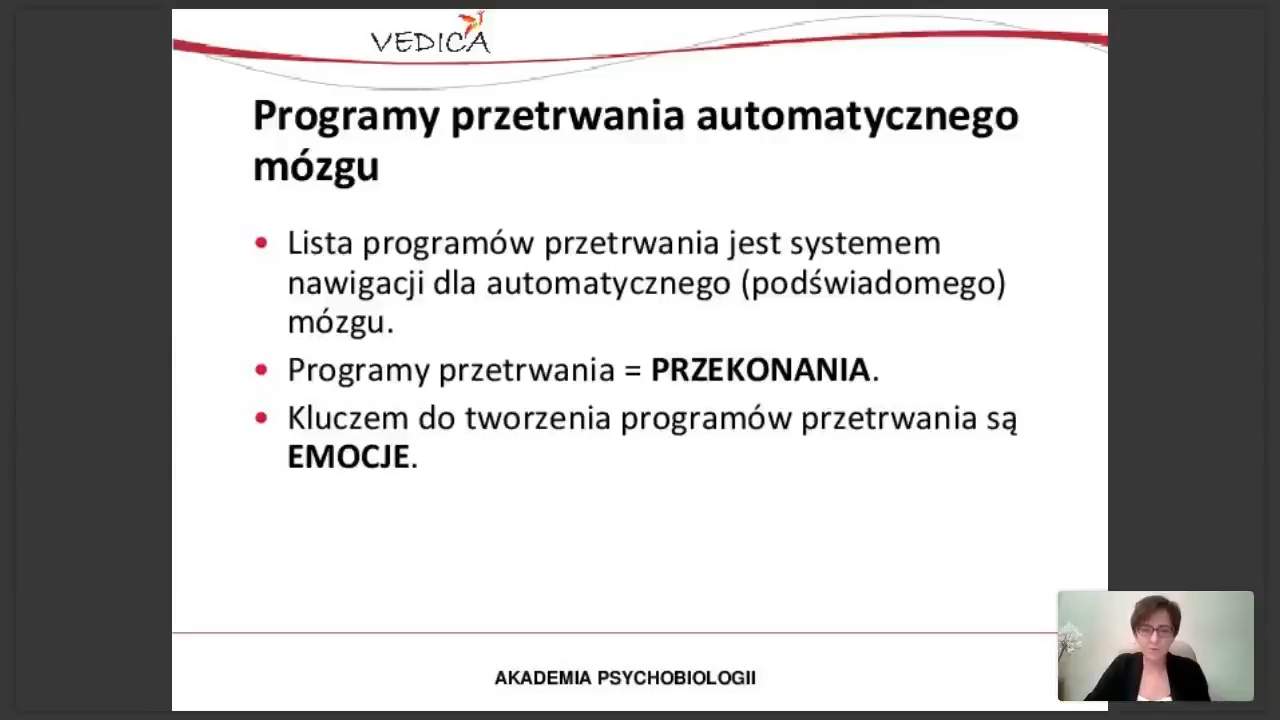 VEDICA
Programy przetrwania automatycznego
mózgu
• Lista programów przetrwania jest systemem
nawigacji dla automatycznego (podświadomego)
mózgu.
• Programy przetrwania = PRZEKONANIA.
• Kluczem do tworzenia programów przetrwania są
EMOCJE.
AKADEMIA PSYCHOBIOLOGII